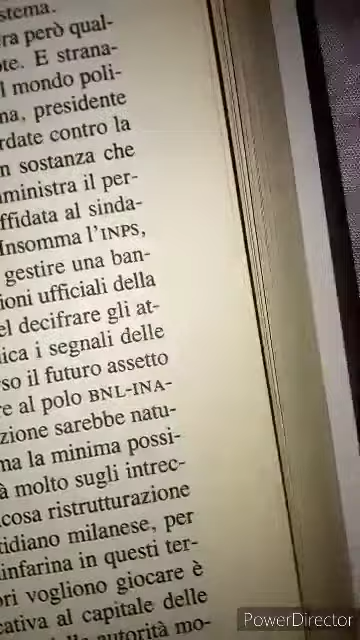 stema.
ra però qual-
te. E strana-
l mondo poli-
na, presidente
rdate contro la
n sostanza che
ministra il per-
ffidata al sinda-
Insomma l'INPS,
gestire una ban-
ioni ufficiali della
el decifrare gli at-
ica i segnali delle
so il futuro assetto
re al polo BNL-INA-
zione sarebbe natu-
ma la minima possi-
à molto sugli intrec-
cosa ristrutturazione
tidiano milanese, per
infarina in questi ter-
ori vogliono giocare è
cativa al capitale delle
autorità mo-
PowerDirector